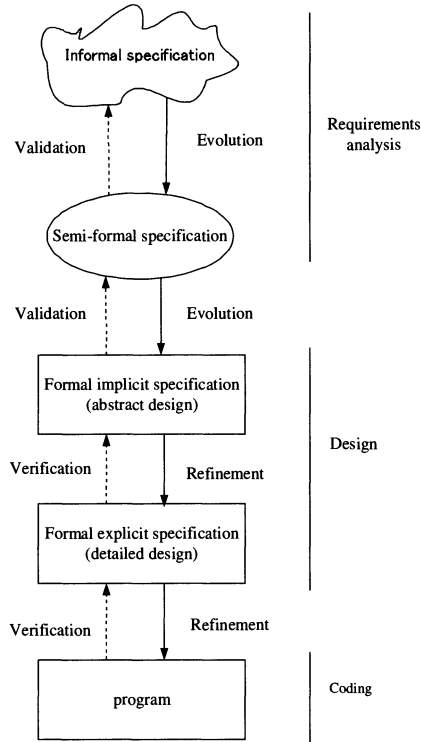 Informal specification
Validation
Evolution
Requirements
analysis
Semi-formal specification
Validation
Evolution
Formal implicit specification
(abstract design)
Design
Verification
Refinement
Formal explicit specification
(detailed design)
Verification
Refinement
program
Coding